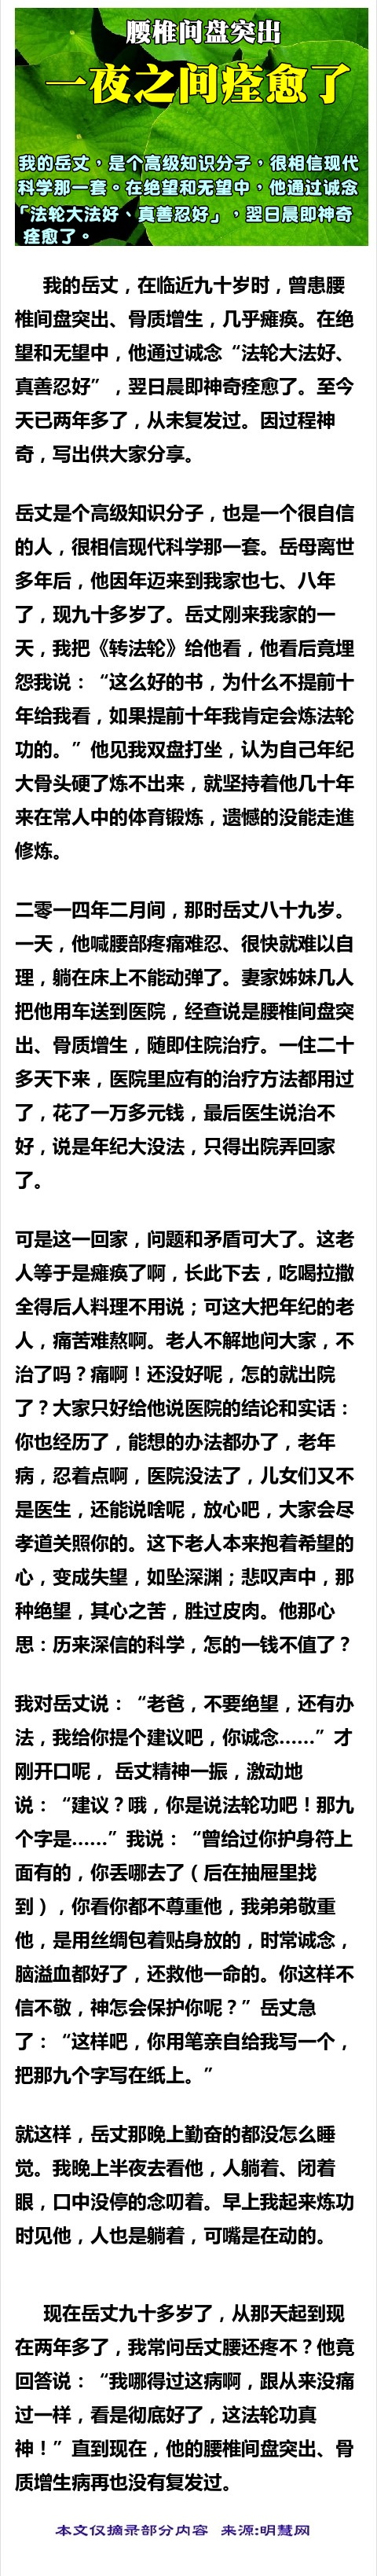 腰椎间盘突出
一夜之间痊愈了
我的岳丈，是个高级知识分子，很相信现代
科学那一套。在绝望和无望中，他通过诚念
「法轮大法好、真善忍好」，翌日晨即神奇
痊愈了。
我的岳丈，在临近九十岁时，曾患腰
椎间盘突出、骨质增生，几乎瘫痪。在绝
望和无望中，他通过诚念“法轮大法好、
真善忍好”，翌日晨即神奇痊愈了。至今
天已两年多了，从未复发过。因过程神
奇，写出供大家分享。
岳丈是个高级知识分子，也是一个很自信
的人，很相信现代科学那一套。岳母离世
多年后，他因年迈来到我家也七、八年
了，现九十多岁了。岳丈刚来我家的一
天，我把《转法轮》给他看，他看后竟埋
怨我说：“这么好的书，为什么不提前十
年给我看，如果提前十年我肯定会炼法轮
功的。”他见我双盘打坐，认为自己年纪
大骨头硬了炼不出来，就坚持着他几十年
来在常人中的体育锻炼，遗憾的没能走進
修炼。
二零一四年二月间，那时岳丈八十九岁。
一天，他喊腰部疼痛难忍、很快就难以自
理，躺在床上不能动弹了。妻家姊妹几人
把他用车送到医院，经查说是腰椎间盘突
出、骨质增生，随即住院治疗。一住二十
多天下来，医院里应有的治疗方法都用过
了，花了一万多元钱，最后医生说治不
好，说是年纪大没法，只得出院弄回家
了。
可是这一回家，问题和矛盾可大了。这老
人等于是瘫痪了啊，长此下去，吃喝拉撒
全得后人料理不用说；可这大把年纪的老
人，痛苦难熬啊。老人不解地问大家，不
治了吗？痛啊！还没好呢，怎的就出院
了？大家只好给他说医院的结论和实话：
你也经历了，能想的办法都办了，老年
病，忍着点啊，医院没法了，儿女们又不
是医生，还能说啥呢，放心吧，大家会尽
孝道关照你的。这下老人本来抱着希望的
心，变成失望，如坠深渊；悲叹声中，那
种绝望，其心之苦，胜过皮肉。他那心
思：历来深信的科学，怎的一钱不值了？
我对岳丈说：“老爸，不要绝望，还有办
法，我给你提个建议吧，你诚念……”才
刚开口呢， 岳丈精神一振，激动地
说：“建议？哦，你是说法轮功吧！那九
个字是……”我说：“曾给过你护身符上
面有的，你丢哪去了（后在抽屉里找
到），你看你都不尊重他，我弟弟敬重
他，是用丝绸包着贴身放的，时常诚念，
脑溢血都好了，还救他一命的。你这样不
信不敬，神怎会保护你呢？”岳丈急
了：“这样吧，你用笔亲自给我写一个，
把那九个字写在纸上。”
就这样，岳丈那晚上勤奋的都没怎么睡
觉。我晚上半夜去看他，人躺着、闭着
眼，口中没停的念叨着。早上我起来炼功
时见他，人也是躺着，可嘴是在动的。
现在岳丈九十多岁了，从那天起到现
在两年多了，我常问岳丈腰还疼不？他竟
回答说：“我哪得过这病啊，跟从来没痛
过一样，看是彻底好了，这法轮功真
神！”直到现在，他的腰椎间盘突出、骨
质增生病再也没有复发过。
本文仅摘录部分内容 来源:明慧网